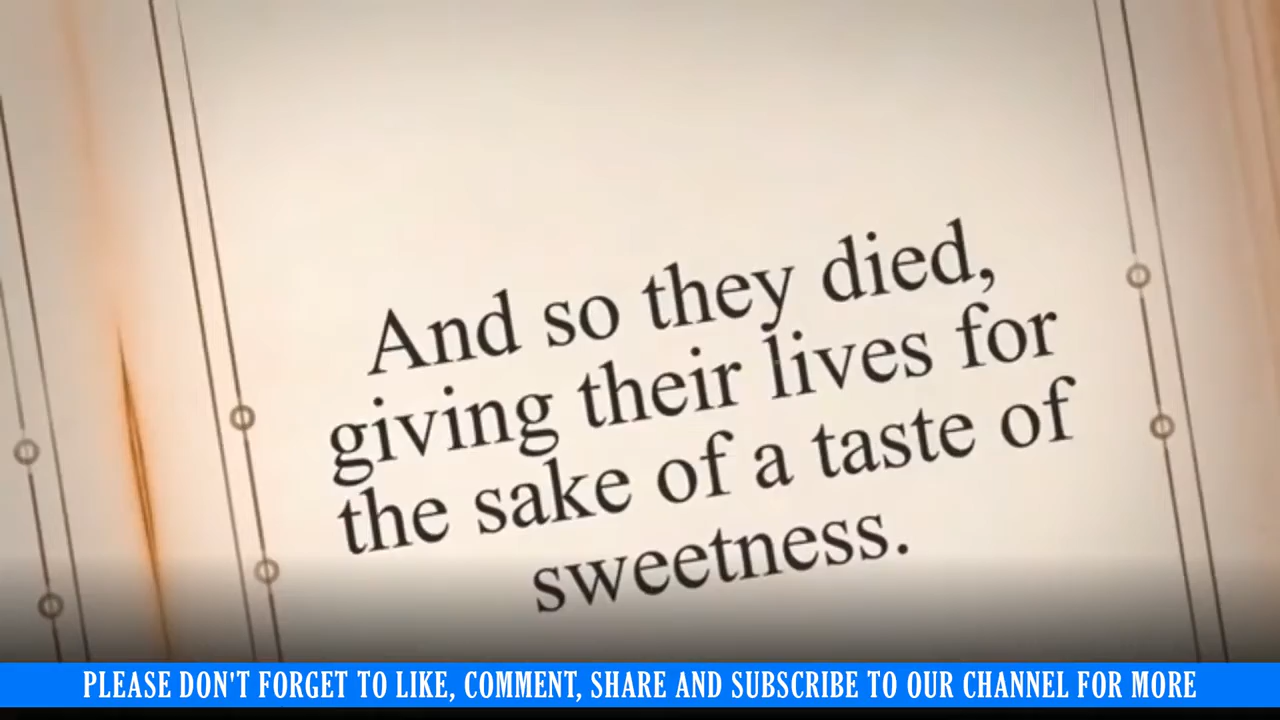 And so they died,
giving their lives for
the sake of a taste of
sweetness.
PLEASE DON'T FORGET TO LIKE, COMMENT, SHARE AND SUBSCRIBE TO OUR CHANNEL FOR MORE